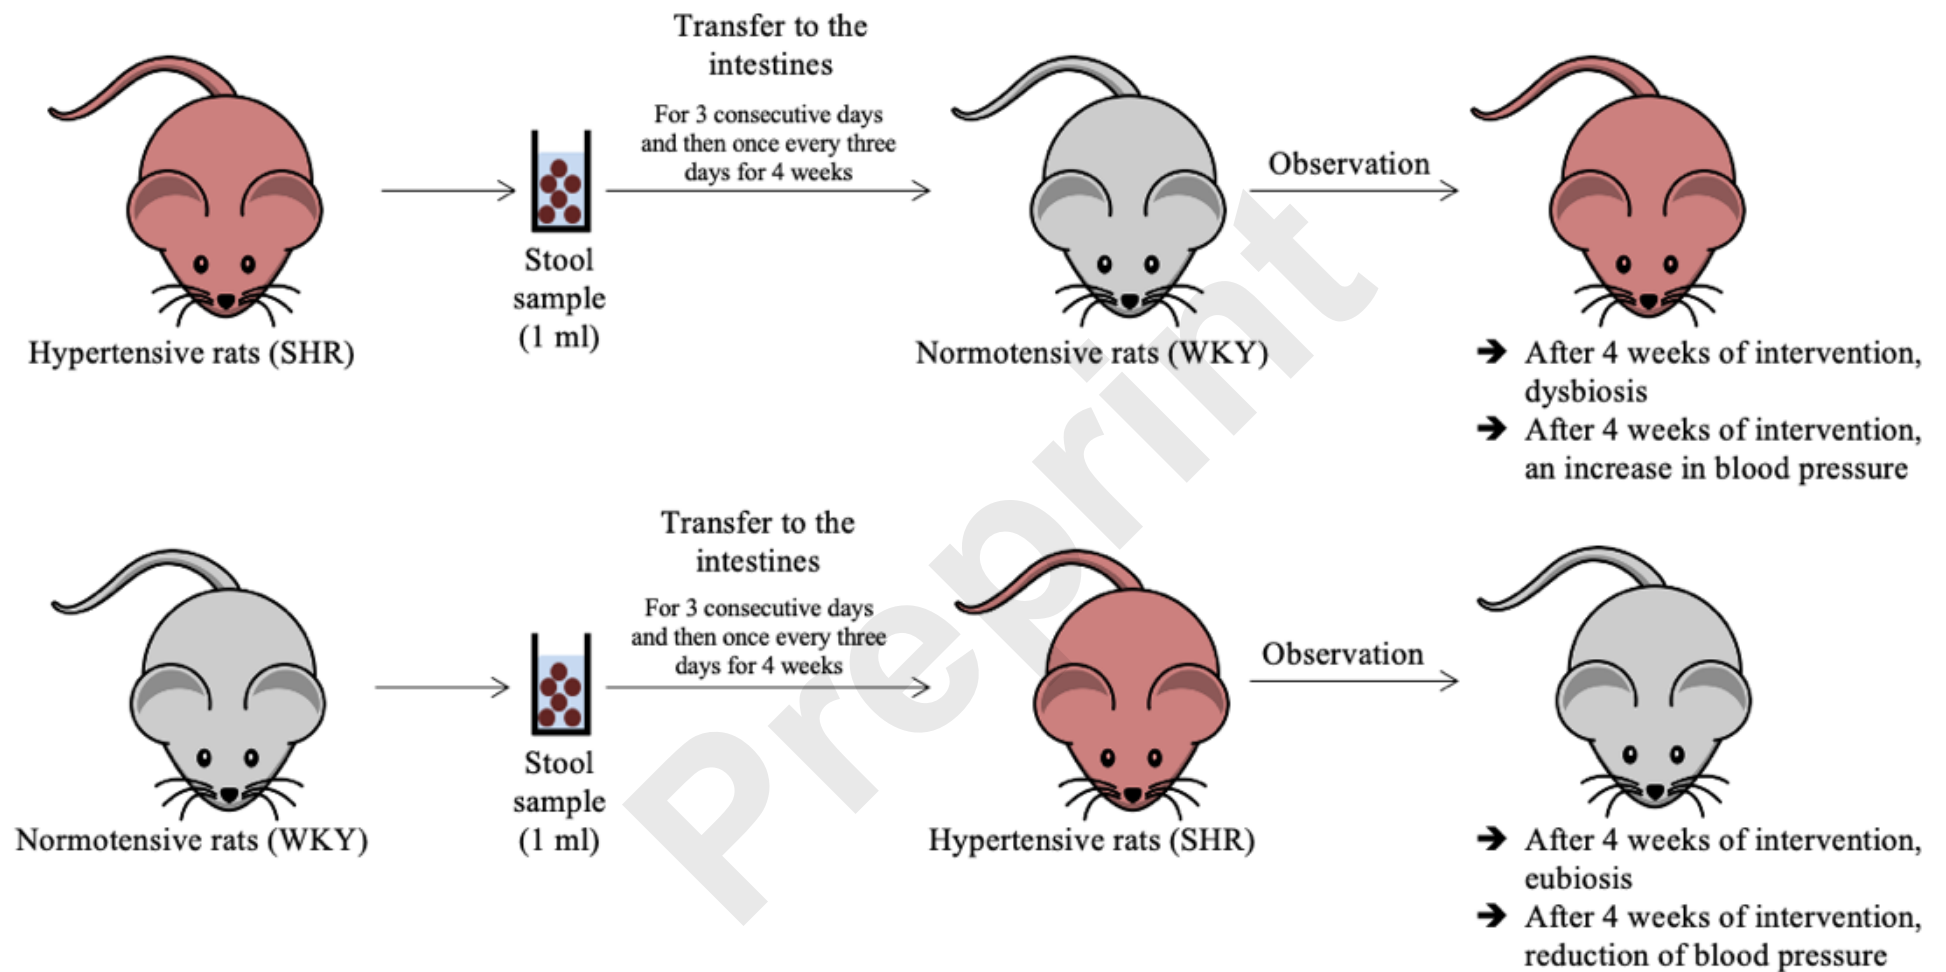 Transfer to the
intestines
For 3 consecutive days
and then once every three
days for 4 weeks
Observation
Stool
sample
(1 ml)
Hypertensive rats (SHR)
Normotensive rats (WKY)
➔ After 4 weeks of intervention,
dysbiosis
➔ After 4 weeks of intervention,
an increase in blood pressure
Transfer to the
intestines
For 3 consecutive days
and then once every three
days for 4 weeks
Observation
Stool
sample
(1 ml)
Normotensive rats (WKY)
Hypertensive rats (SHR)
➔ After 4 weeks of intervention,
eubiosis
➔ After 4 weeks of intervention,
reduction of blood pressure
Preprint